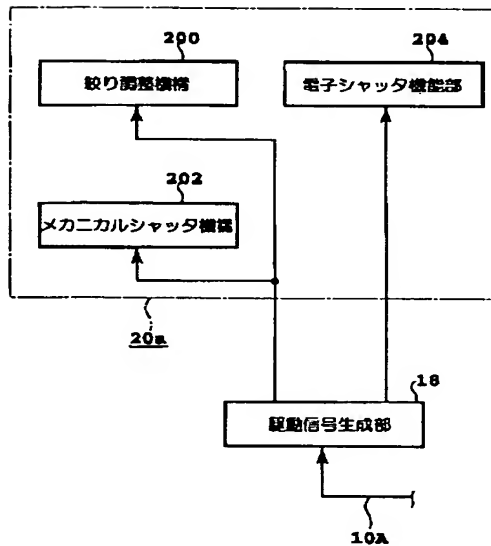 200
絞り調整機構
204
電子シャッタ機能部
202
メカニカルシャッタ機構
20a
18
駆動信号生成部
10A